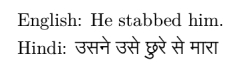 English: He stabbed him.
Hindi: उसने उसे छुरे से मारा